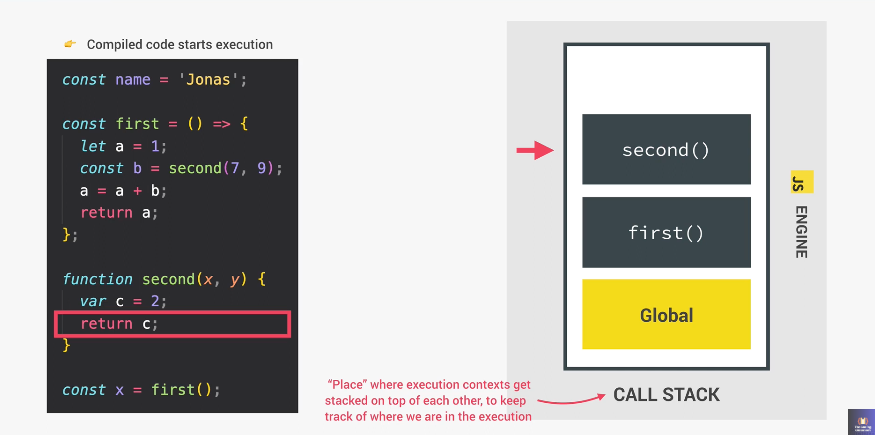 👉 Compiled code starts execution
const name = 'Jonas';
const first = () => {
let a = 1;
const b = second(7, 9);
a = a + b;
return a;
};
function second(x, y) {
var c = 2;
return c;
}
const x = first();
second()
first()
Global
JS ENGINE
“Place” where execution contexts get
stacked on top of each other, to keep
track of where we are in the execution
CALL STACK